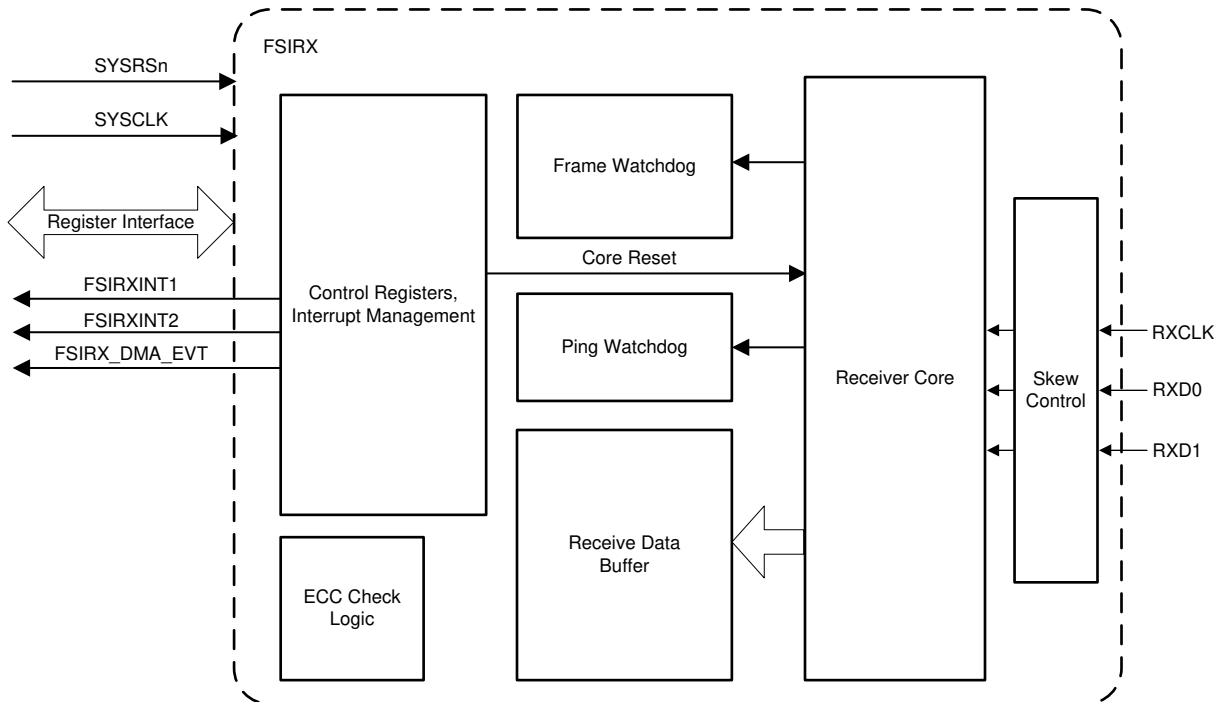 FSIRX
SYSRSn
SYSCLK
Register Interface
FSIRXINT1
FSIRXINT2
FSIRX_DMA_EVT
Control Registers,
Interrupt Management
ECC Check
Logic
Frame Watchdog
Core Reset
Ping Watchdog
Receive Data
Buffer
Receiver Core
Skew
Control
RXCLK
RXD0
RXD1